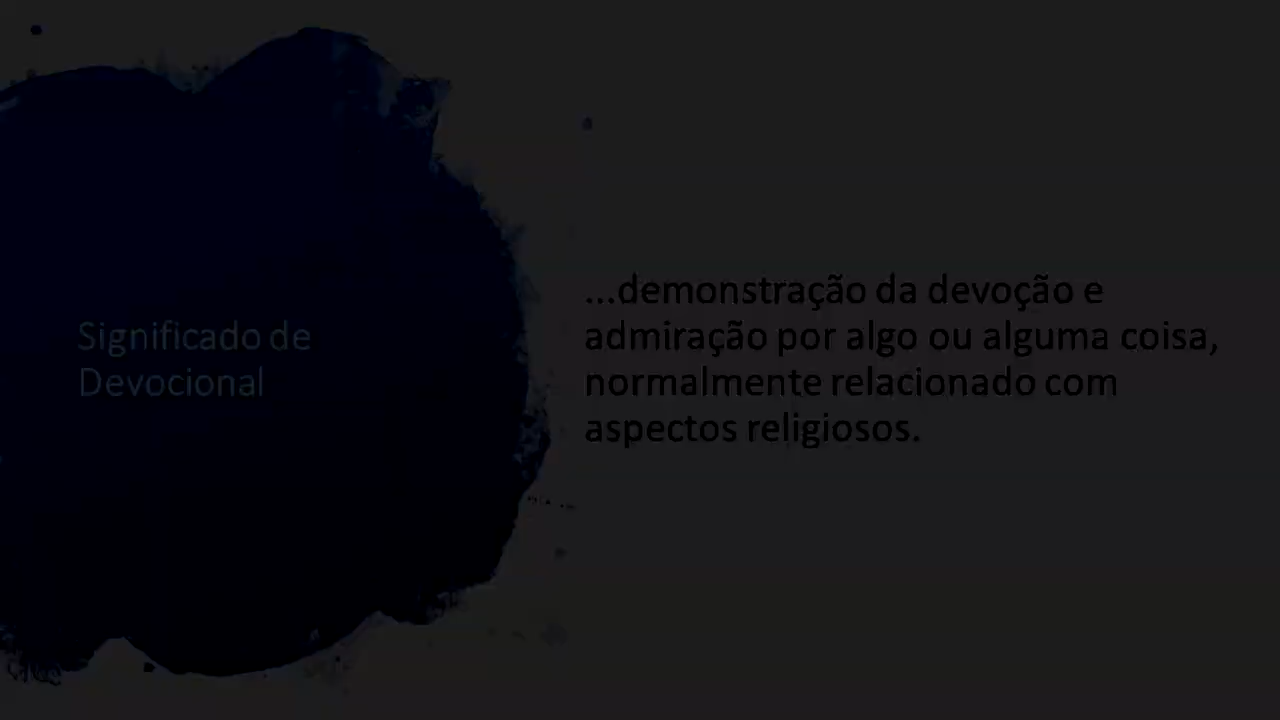 Significado de
Devocional
...demonstração da devoção e
admiração por algo ou alguma coisa,
normalmente relacionado com
aspectos religiosos.